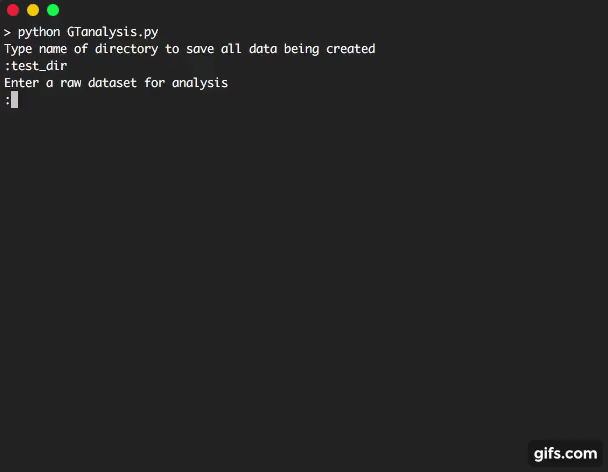 > python GTanalysis.py
Type name of directory to save all data being created
:test_dir
Enter a raw dataset for analysis
:
gifs.com